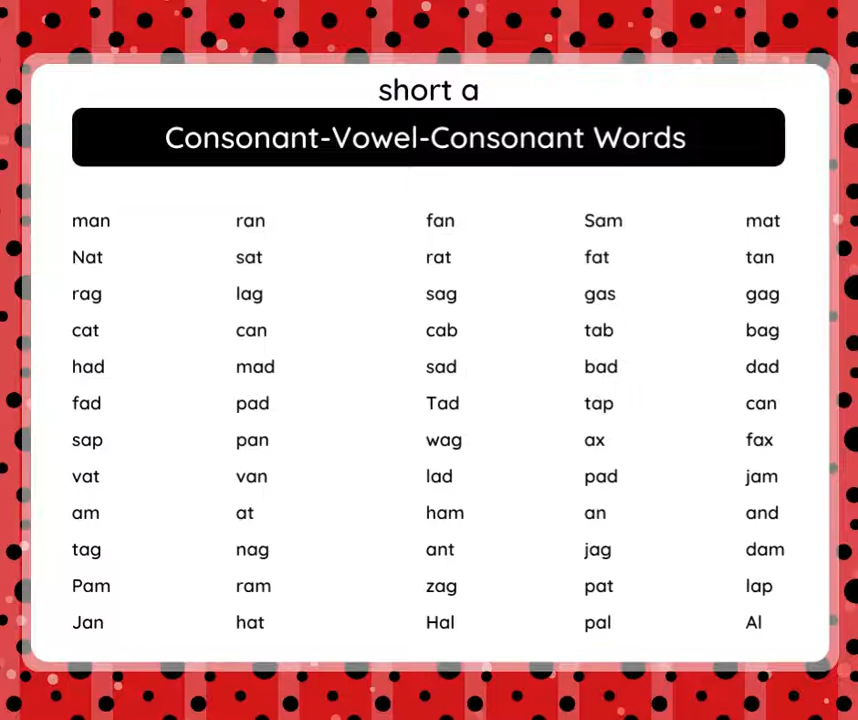 short a
Consonant-Vowel-Consonant Words
man ran fan Sam mat
Nat sat rat fat tan
rag lag sag gas gag
cat can cab tab bag
had mad sad bad dad
fad pad Tad tap can
sap pan wag ax fax
vat van lad pad jam
am at ham an and
tag nag ant jag dam
Pam ram zag pat lap
Jan hat Hal pal Al